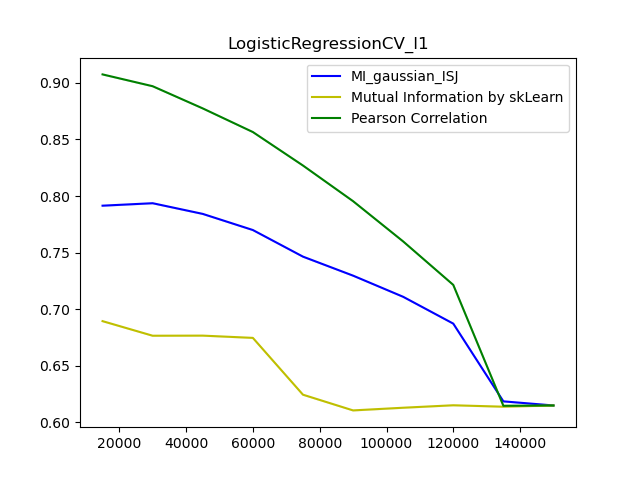 LogisticRegressionCV_l1
MI_gaussian_ISJ
Mutual Information by skLearn
Pearson Correlation
0.90
0.85
0.80
0.75
0.70
0.65
0.60
20000 40000 60000 80000 100000 120000 140000